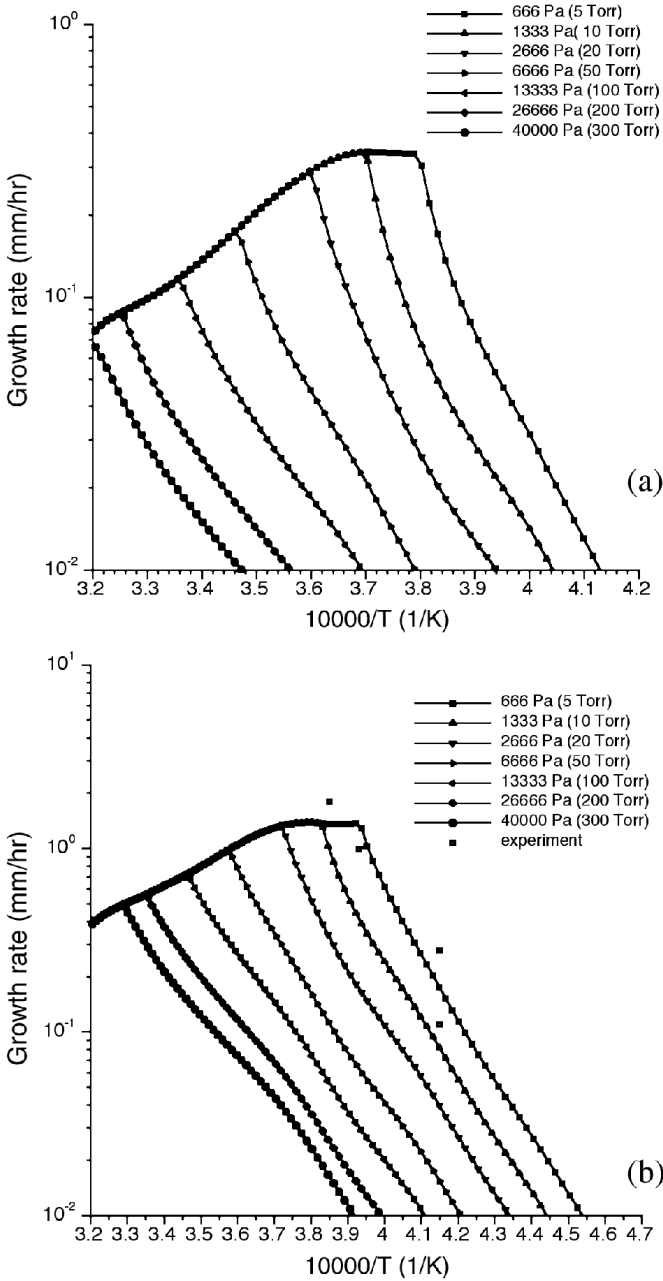 10⁰
10⁻¹
10⁻²
Growth rate (mm/hr)
666 Pa (5 Torr)
1333 Pa( 10 Torr)
2666 Pa (20 Torr)
6666 Pa (50 Torr)
13333 Pa (100 Torr)
26666 Pa (200 Torr)
40000 Pa (300 Torr)
(a)
3.2 3.3 3.4 3.5 3.6 3.7 3.8 3.9 4 4.1 4.2
10000/T (1/K)
10¹
10⁰
10⁻¹
10⁻²
Growth rate (mm/hr)
666 Pa (5 Torr)
1333 Pa (10 Torr)
2666 Pa (20 Torr)
6666 Pa (50 Torr)
13333 Pa (100 Torr)
26666 Pa (200 Torr)
40000 Pa (300 Torr)
experiment
(b)
3.2 3.3 3.4 3.5 3.6 3.7 3.8 3.9 4 4.1 4.2 4.3 4.4 4.5 4.6 4.7
10000/T (1/K)